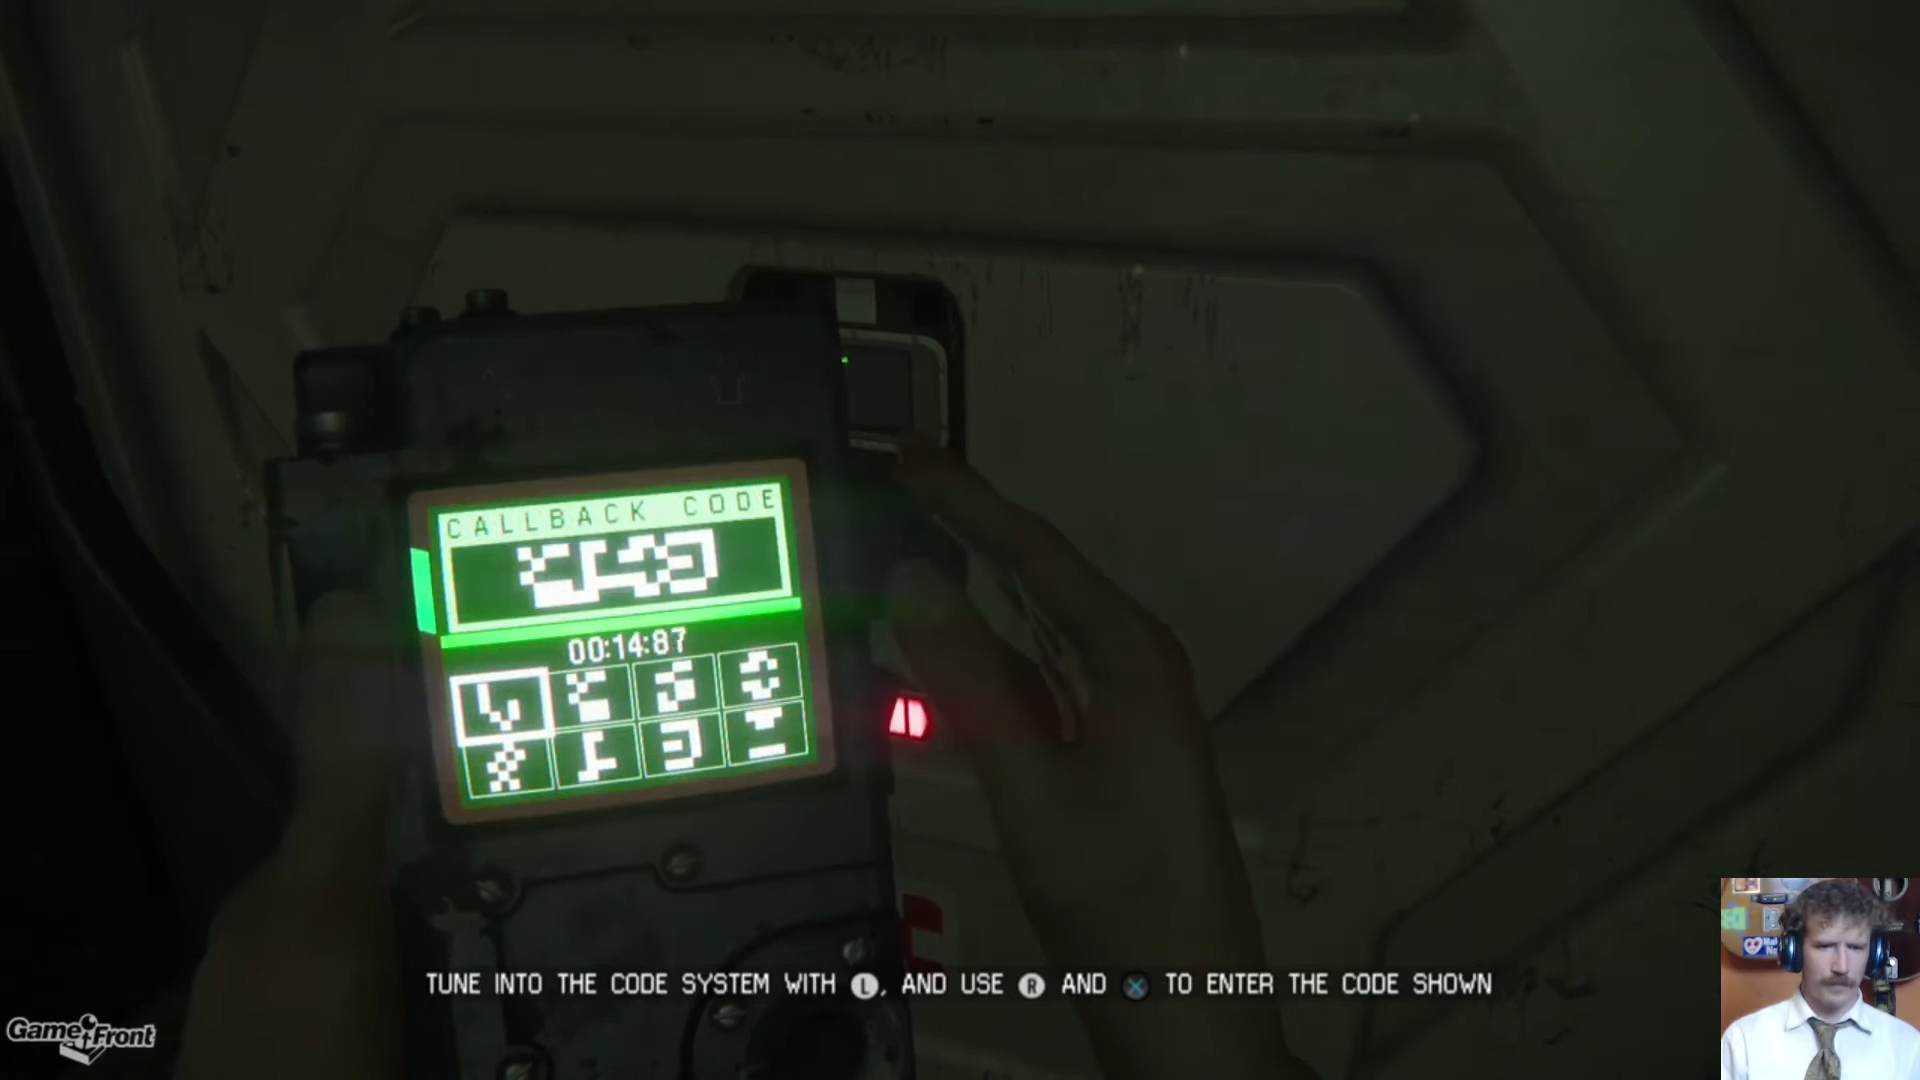 CALLBACK CODE
00:14:87
TUNE INTO THE CODE SYSTEM WITH L, AND USE R AND X TO ENTER THE CODE SHOWN
GameFront